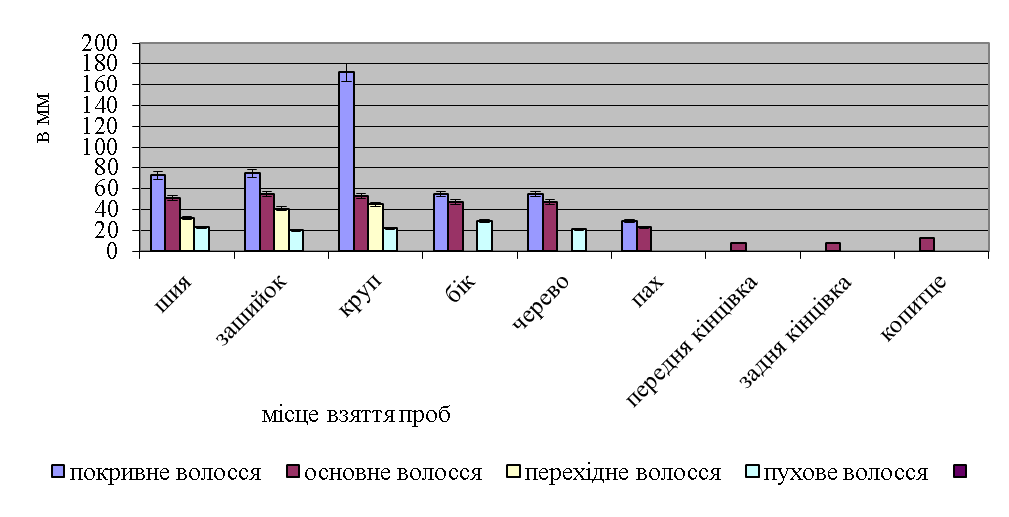 200
180
160
140
120
100
80
60
40
20
0
в мм
шия
зашийок
круп
бік
черево
пах
передня кінцівка
задня кінцівка
копитце
місце взяття проб
покривне волосся основне волосся перехідне волосся пухове волосся